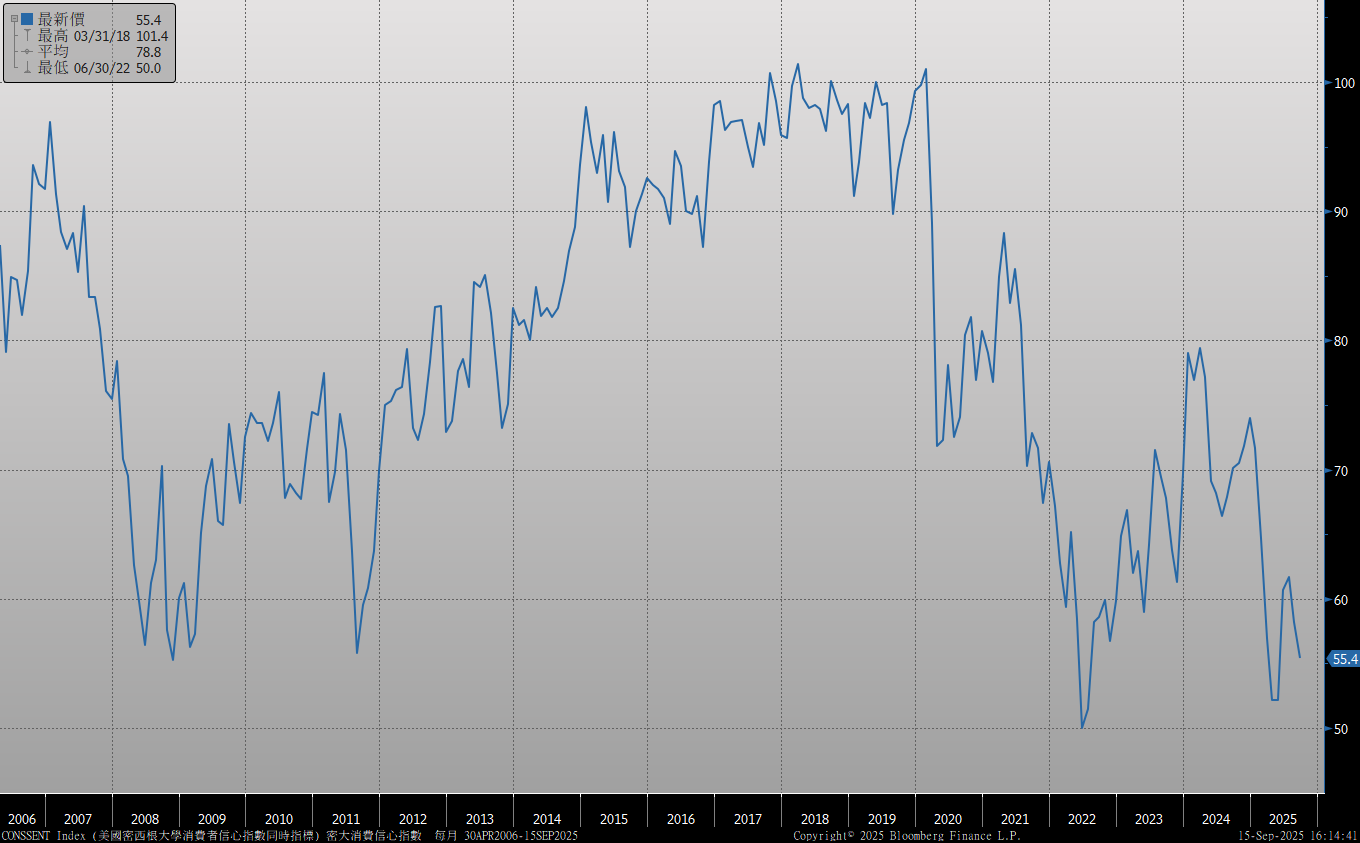 最新價 55.4
最高 03/31/18 101.4
平均 78.8
最低 06/30/22 50.0
100
90
80
70
60
55.4
50
2006 2007 2008 2009 2010 2011 2012 2013 2014 2015 2016 2017 2018 2019 2020 2021 2022 2023 2024 2025
CONSSENT Index (美國密西根大學消費者信心指數同時指標) 密大消費信心指數 每月 30APR2006-15SEP2025 Copyright© 2025 Bloomberg Finance L.P. 15-Sep-2025 16:14:41